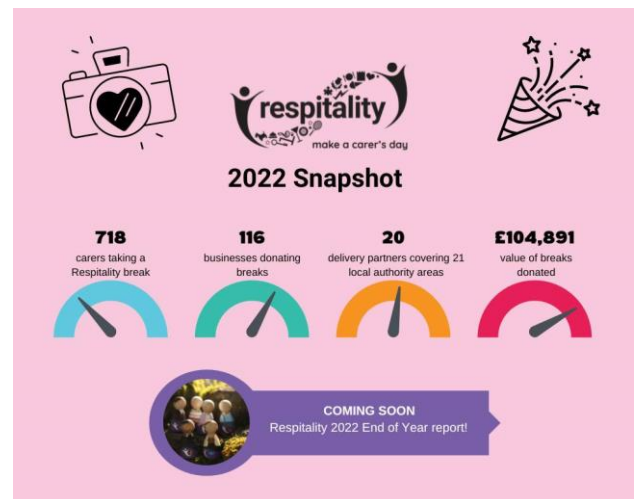 respitality
make a carer's day
2022 Snapshot
718
carers taking a
Respitality break
116
businesses donating
breaks
20
delivery partners covering 21
local authority areas
£104,891
value of breaks
donated
COMING SOON
Respitality 2022 End of Year report!